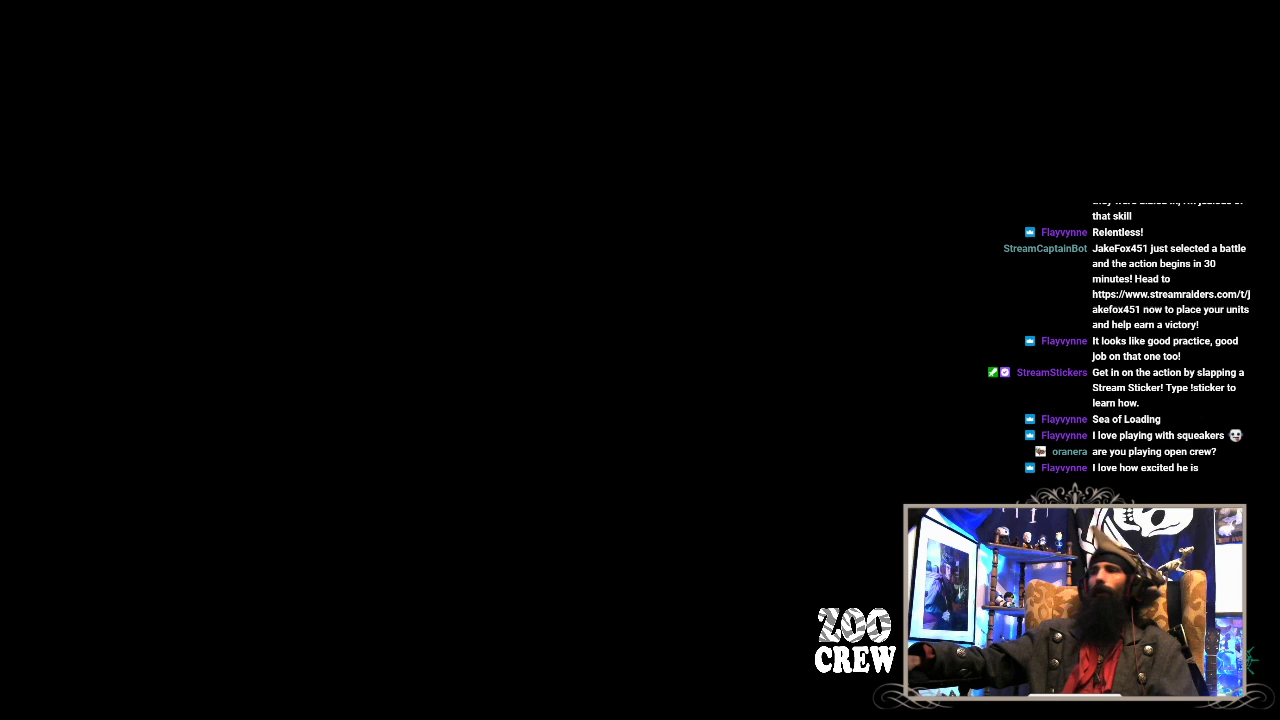 that skill
Flayvynne Relentless!
StreamCaptainBot JakeFox451 just selected a battle
and the action begins in 30
minutes! Head to
https://www.streamraiders.com/t/j
akefox451 now to place your units
and help earn a victory!
Flayvynne It looks like good practice, good
job on that one too!
StreamStickers Get in on the action by slapping a
Stream Sticker! Type !sticker to
learn how.
Flayvynne Sea of Loading
Flayvynne I love playing with squeakers
oranera are you playing open crew?
Flayvynne I love how excited he is
ZOO
CREW